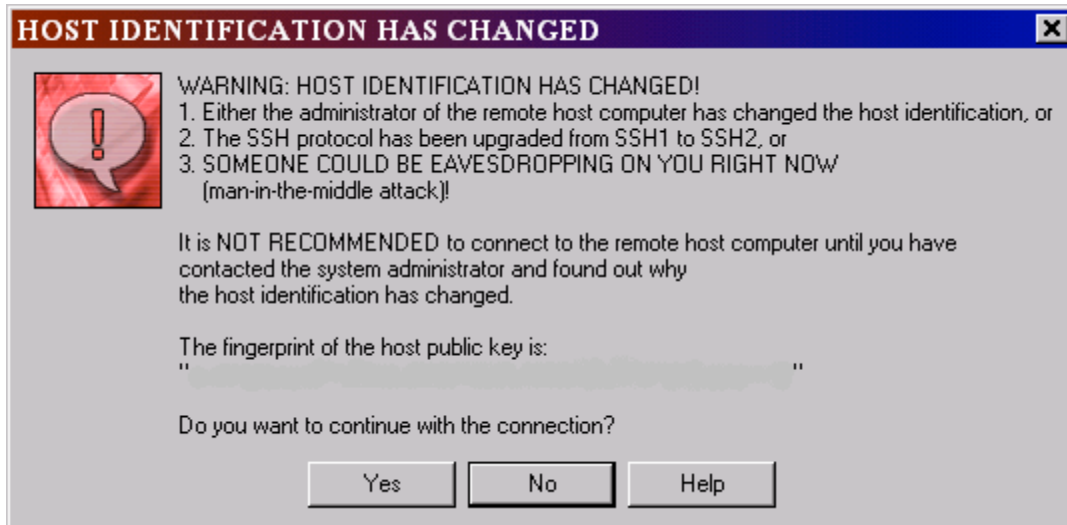 HOST IDENTIFICATION HAS CHANGED
WARNING: HOST IDENTIFICATION HAS CHANGED!
1. Either the administrator of the remote host computer has changed the host identification, or
2. The SSH protocol has been upgraded from SSH1 to SSH2, or
3. SOMEONE COULD BE EAVESDROPPING ON YOU RIGHT NOW
(man-in-the-middle attack)!
It is NOT RECOMMENDED to connect to the remote host computer until you have
contacted the system administrator and found out why
the host identification has changed.
The fingerprint of the host public key is:
" "
Do you want to continue with the connection?
Yes No Help